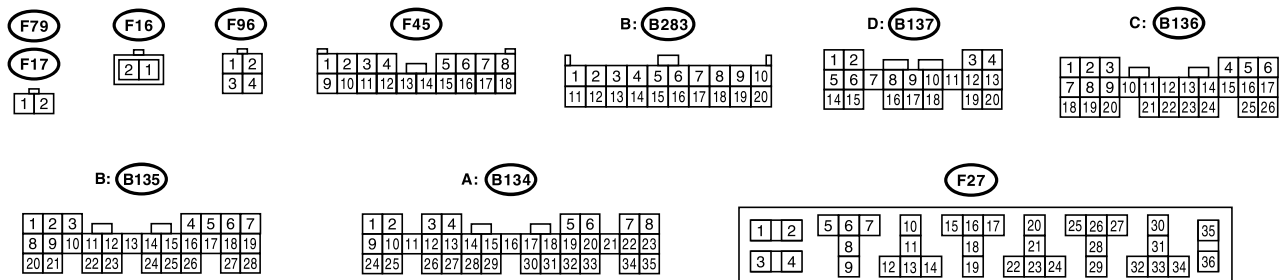 F79 F16 F96 F45 B: B283 D: B137 C: B136
F17
2 1
1 2
1 2
3 4
1 2 3 4 5 6 7 8
9 10 11 12 13 14 15 16 17 18
1 2 3 4 5 6 7 8 9 10
11 12 13 14 15 16 17 18 19 20
1 2 3 4
5 6 7 8 9 10 11 12 13
14 15 16 17 18 19 20
1 2 3 4 5 6
7 8 9 10 11 12 13 14 15 16 17
18 19 20 21 22 23 24 25 26
B: B135 A: B134 F27
1 2 3 4 5 6 7
8 9 10 11 12 13 14 15 16 17 18 19
20 21 22 23 24 25 26 27 28
1 2 3 4 5 6 7 8
9 10 11 12 13 14 15 16 17 18 19 20 21 22 23
24 25 26 27 28 29 30 31 32 33 34 35
1 2 5 6 7 10 15 16 17 20 25 26 27 30 35
8 11 18 21 28 31
3 4 9 12 13 14 19 22 23 24 29 32 33 34 36